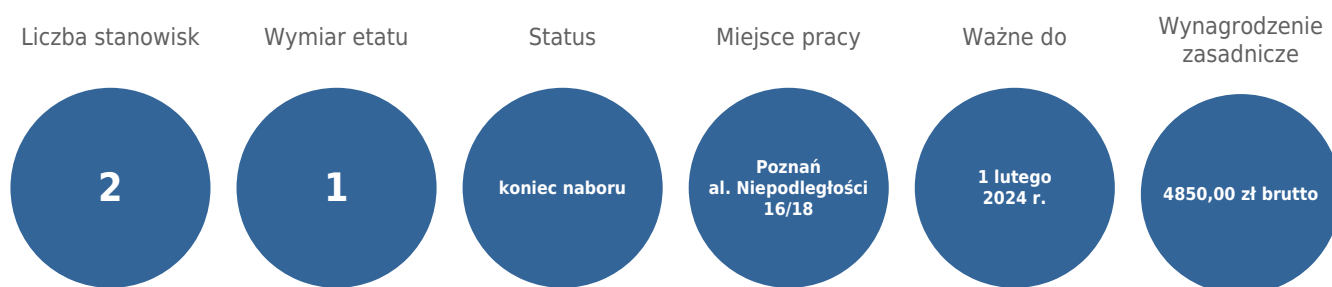 Liczba stanowisk
2
Wymiar etatu
1
Status
koniec naboru
Miejsce pracy
Poznań
al. Niepodległości
16/18
Ważne do
1 lutego
2024 r.
Wynagrodzenie
zasadnicze
4850,00 zł brutto